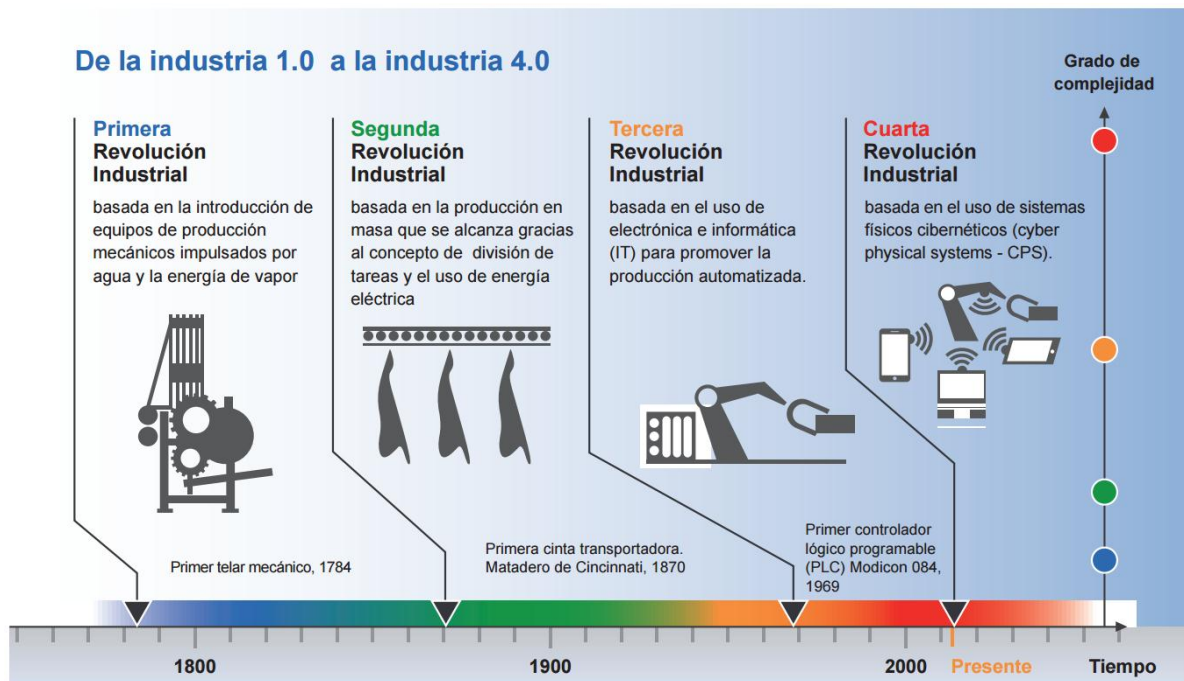 De la industria 1.0 a la industria 4.0
Grado de
complejidad
Primera
Revolución
Industrial
basada en la introducción de
equipos de producción
mecánicos impulsados por
agua y la energía de vapor
Segunda
Revolución
Industrial
basada en la producción en
masa que se alcanza gracias
al concepto de división de
tareas y el uso de energía
eléctrica
Tercera
Revolución
Industrial
basada en el uso de
electrónica e informática
(IT) para promover la
producción automatizada.
Cuarta
Revolución
Industrial
basada en el uso de sistemas
físicos cibernéticos (cyber
physical systems - CPS).
Primer telar mecánico, 1784
Primera cinta transportadora.
Matadero de Cincinnati, 1870
Primer controlador
lógico programable
(PLC) Modicon 084,
1969
1800
1900
2000
Presente
Tiempo